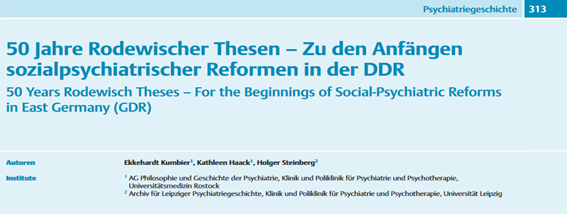 Psychiatriegeschichte 313
50 Jahre Rodewischer Thesen – Zu den Anfängen
sozialpsychiatrischer Reformen in der DDR
50 Years Rodewisch Theses – For the Beginnings of Social-Psychiatric Reforms
in East Germany (GDR)
Autoren Ekkehardt Kumbier¹, Kathleen Haack¹, Holger Steinberg²
Institute ¹ AG Philosophie und Geschichte der Psychiatrie, Klinik und Poliklinik für Psychiatrie und Psychotherapie,
Universitätsmedizin Rostock
² Archiv für Leipziger Psychiatriegeschichte, Klinik und Poliklinik für Psychiatrie und Psychotherapie, Universität Leipzig